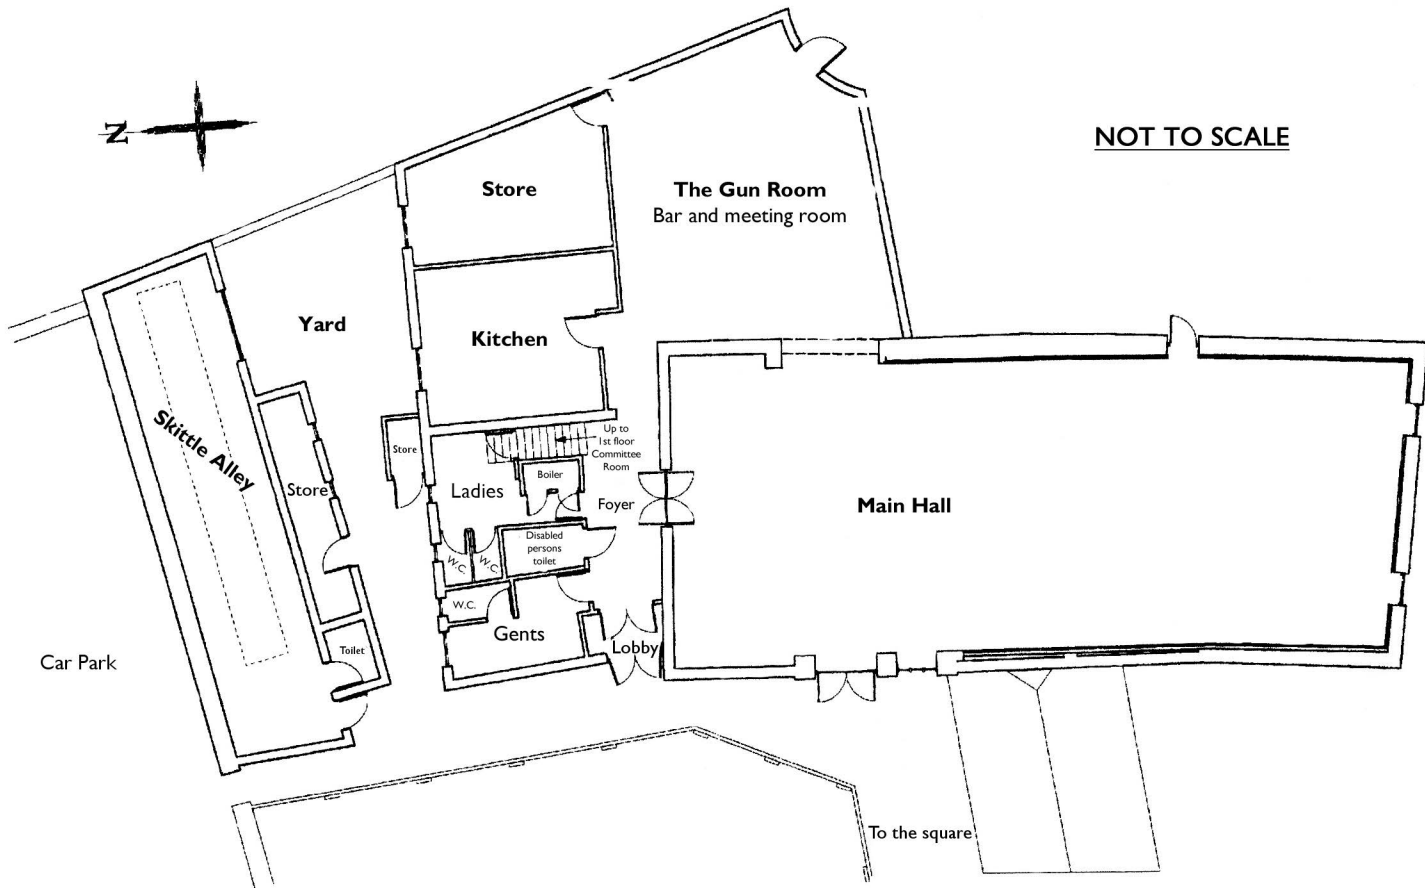 N
NOT TO SCALE
Store
The Gun Room
Bar and meeting room
Yard
Kitchen
Skittle Alley
Store
Store
Up to
1st floor
Committee
Room
Ladies
Boiler
Foyer
Main Hall
Disabled
persons
toilet
W.C
W.C
W.C.
Gents
Lobby
Toilet
Car Park
To the square